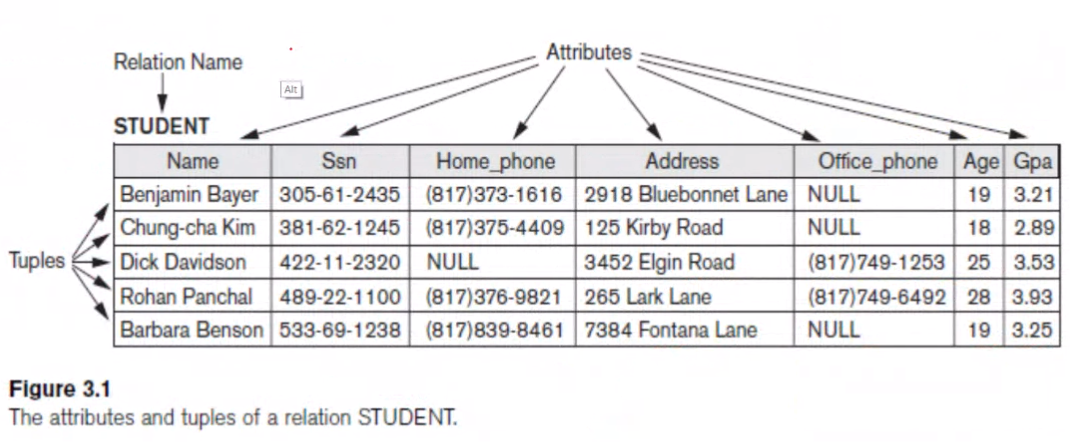 Attributes
Relation Name
Alt
STUDENT
Name Ssn Home_phone Address Office_phone Age Gpa
Benjamin Bayer 305-61-2435 (817)373-1616 2918 Bluebonnet Lane NULL 19 3.21
Chung-cha Kim 381-62-1245 (817)375-4409 125 Kirby Road NULL 18 2.89
Tuples Dick Davidson 422-11-2320 NULL 3452 Elgin Road (817)749-1253 25 3.53
Rohan Panchal 489-22-1100 (817)376-9821 265 Lark Lane (817)749-6492 28 3.93
Barbara Benson 533-69-1238 (817)839-8461 7384 Fontana Lane NULL 19 3.25
Figure 3.1
The attributes and tuples of a relation STUDENT.